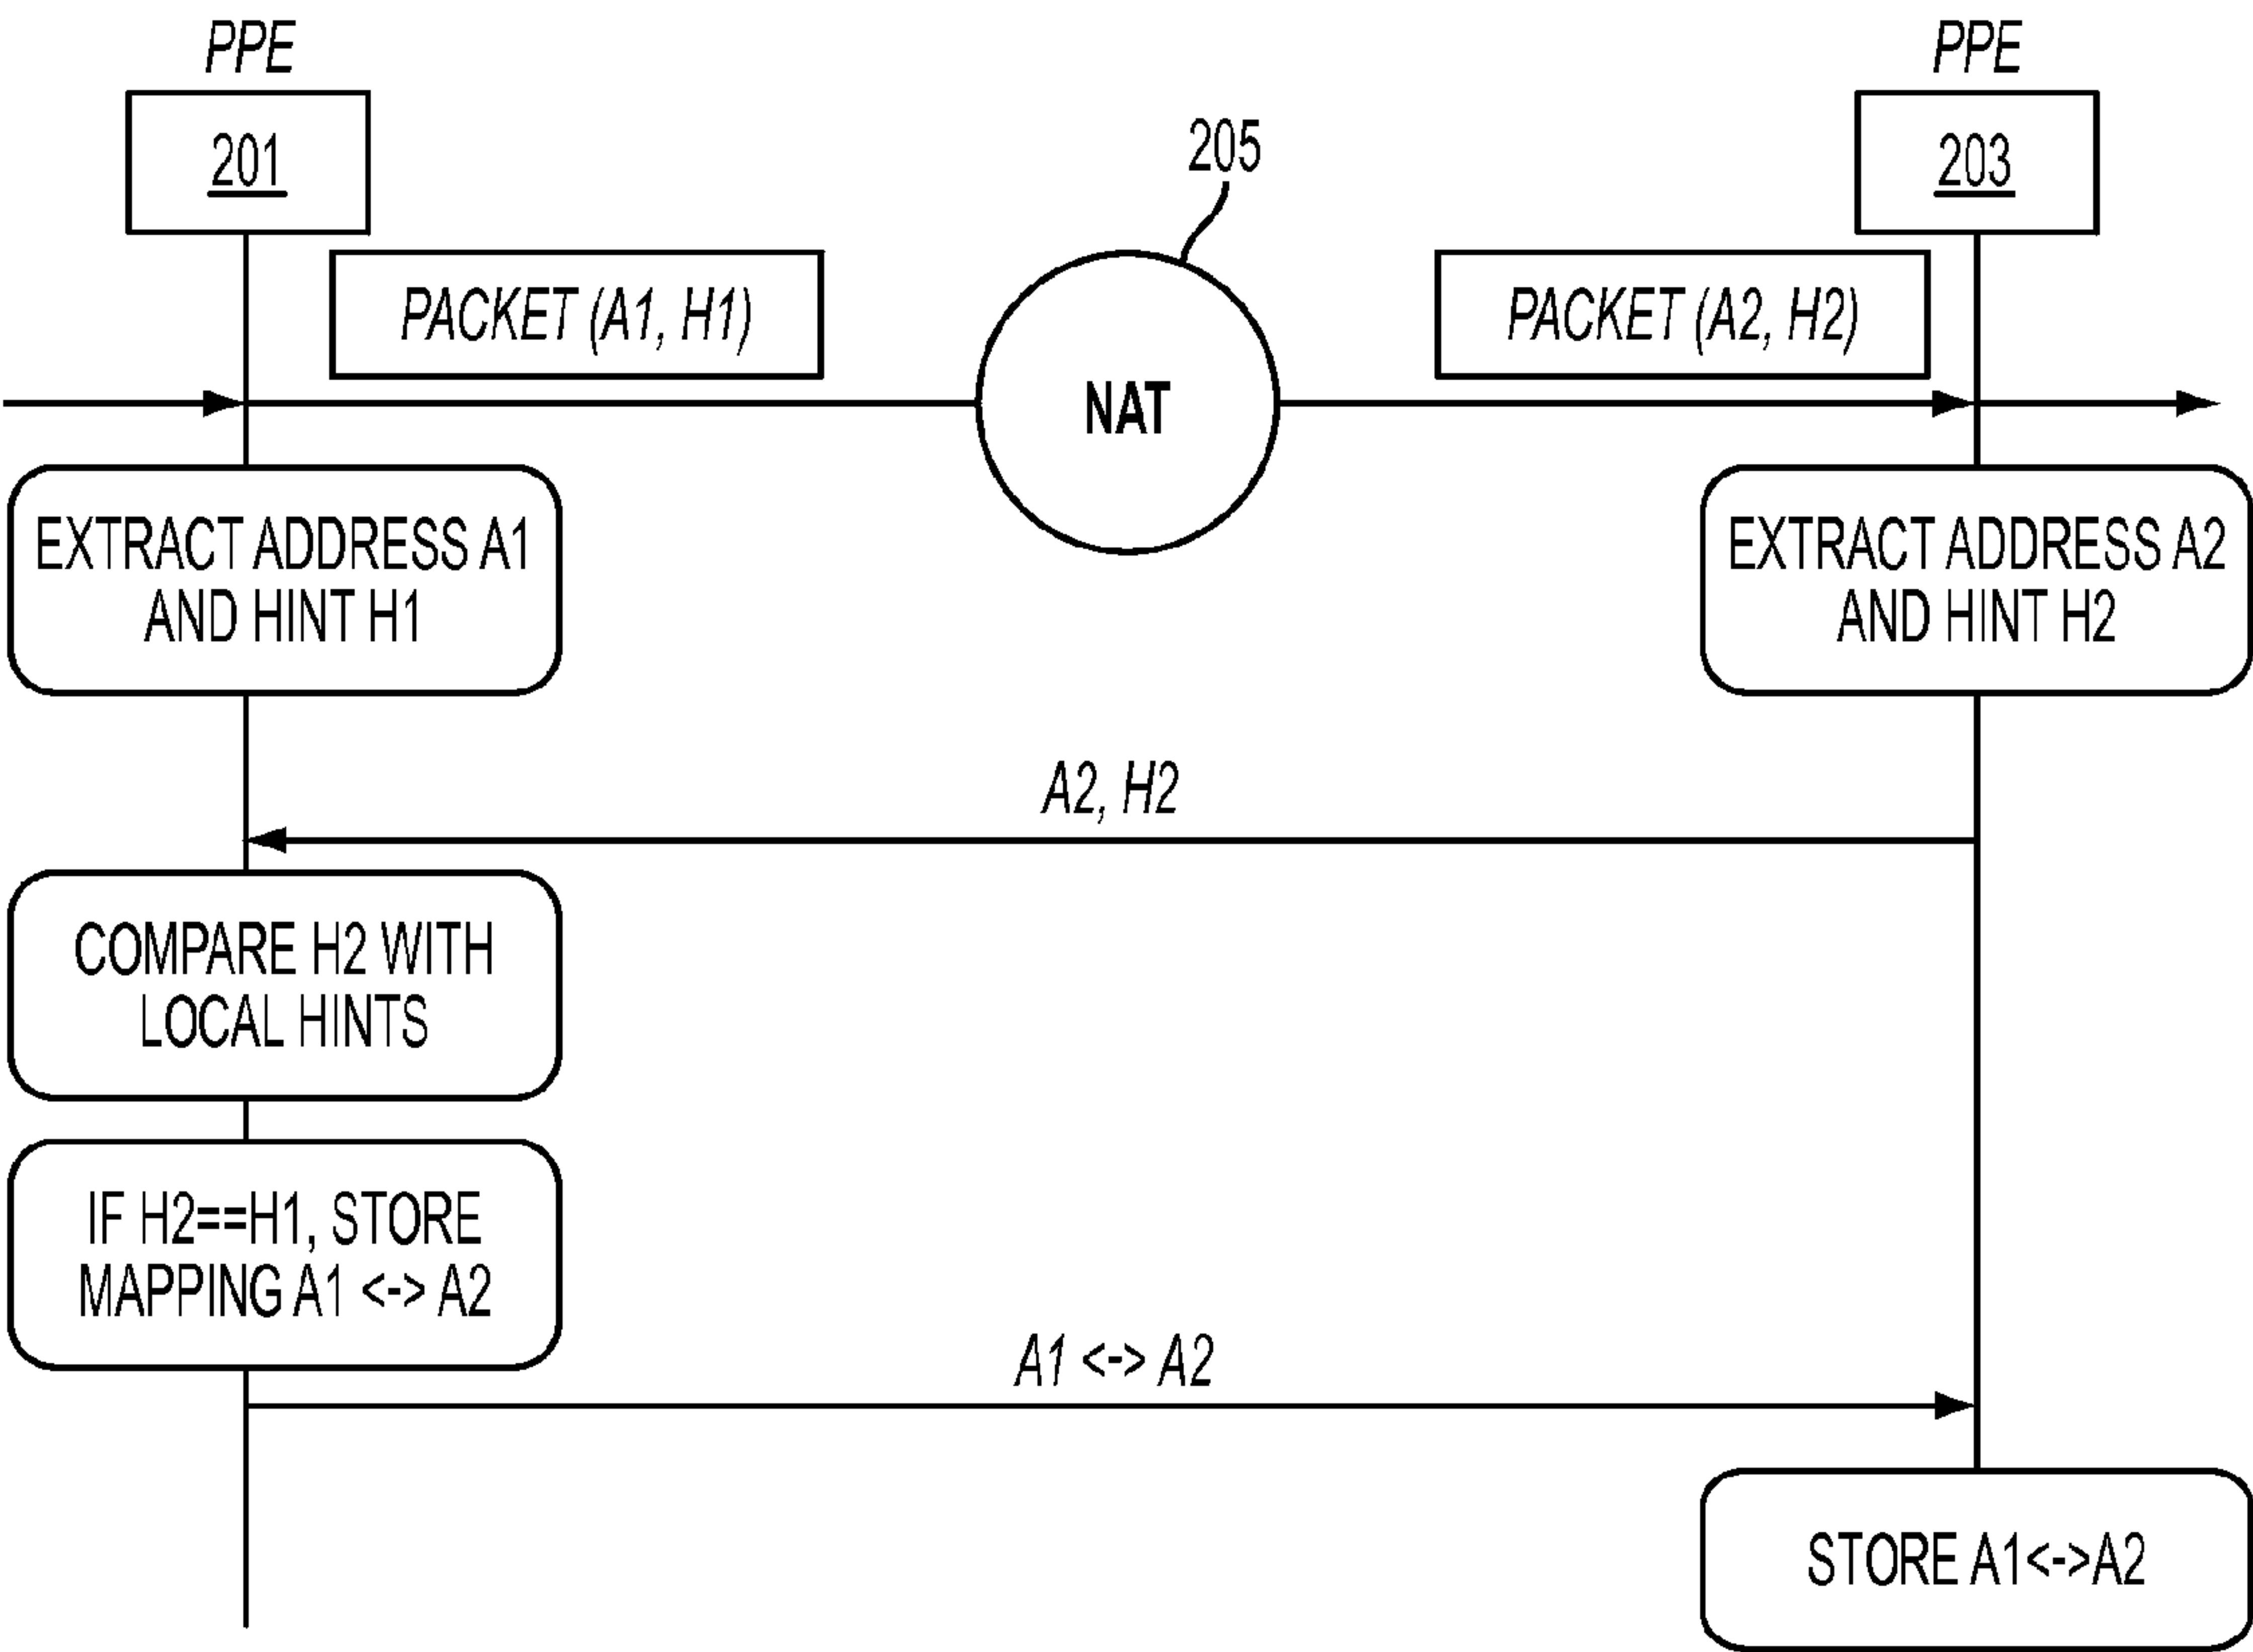 PPE
PPE
201
205
203
PACKET (A1, H1)
PACKET (A2, H2)
NAT
EXTRACT ADDRESS A1
AND HINT H1
EXTRACT ADDRESS A2
AND HINT H2
A2, H2
COMPARE H2 WITH
LOCAL HINTS
IF H2==H1, STORE
MAPPING A1 <-> A2
A1 <-> A2
STORE A1<->A2